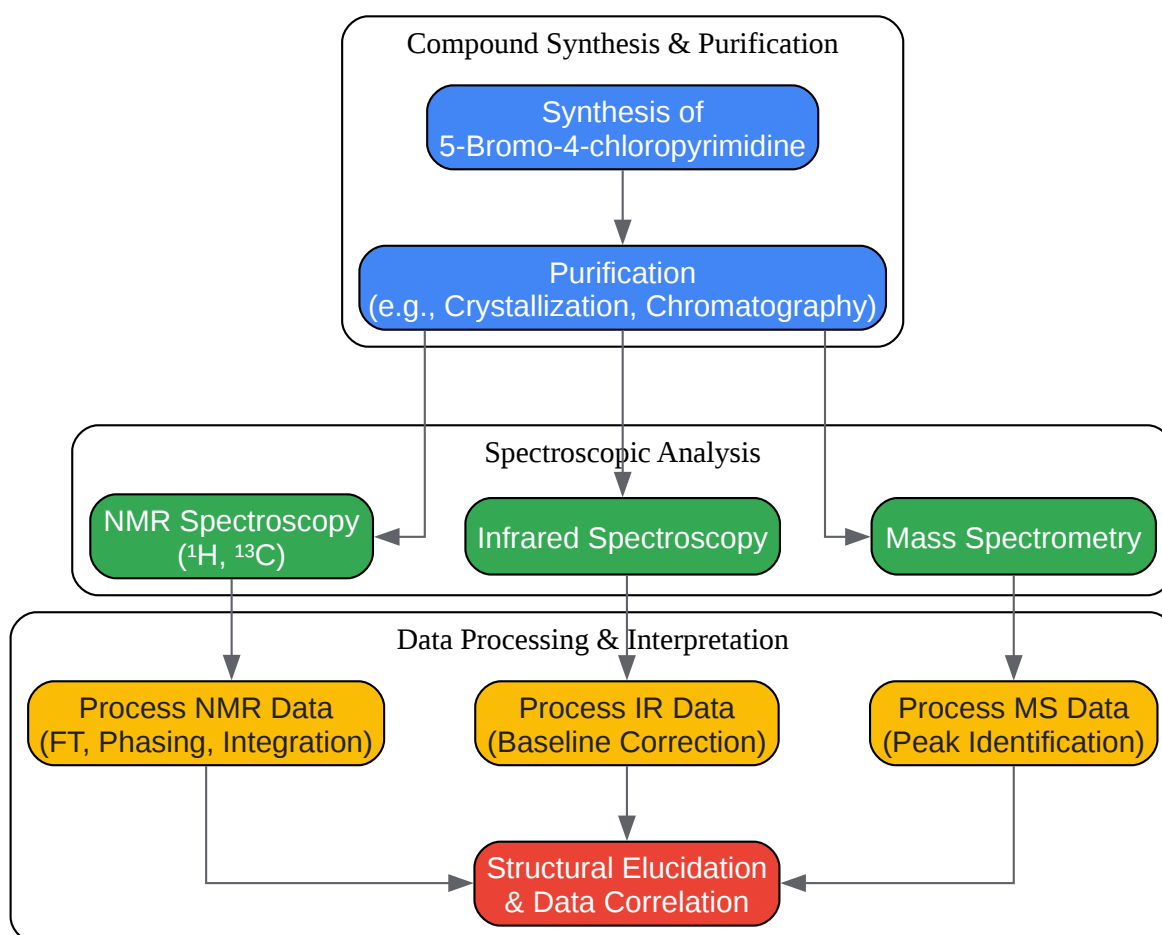 Compound Synthesis & Purification
Synthesis of
5-Bromo-4-chloropyrimidine
Purification
(e.g., Crystallization, Chromatography)
Spectroscopic Analysis
NMR Spectroscopy
(¹H, ¹³C)
Infrared Spectroscopy
Mass Spectrometry
Data Processing & Interpretation
Process NMR Data
(FT, Phasing, Integration)
Process IR Data
(Baseline Correction)
Process MS Data
(Peak Identification)
Structural Elucidation
& Data Correlation